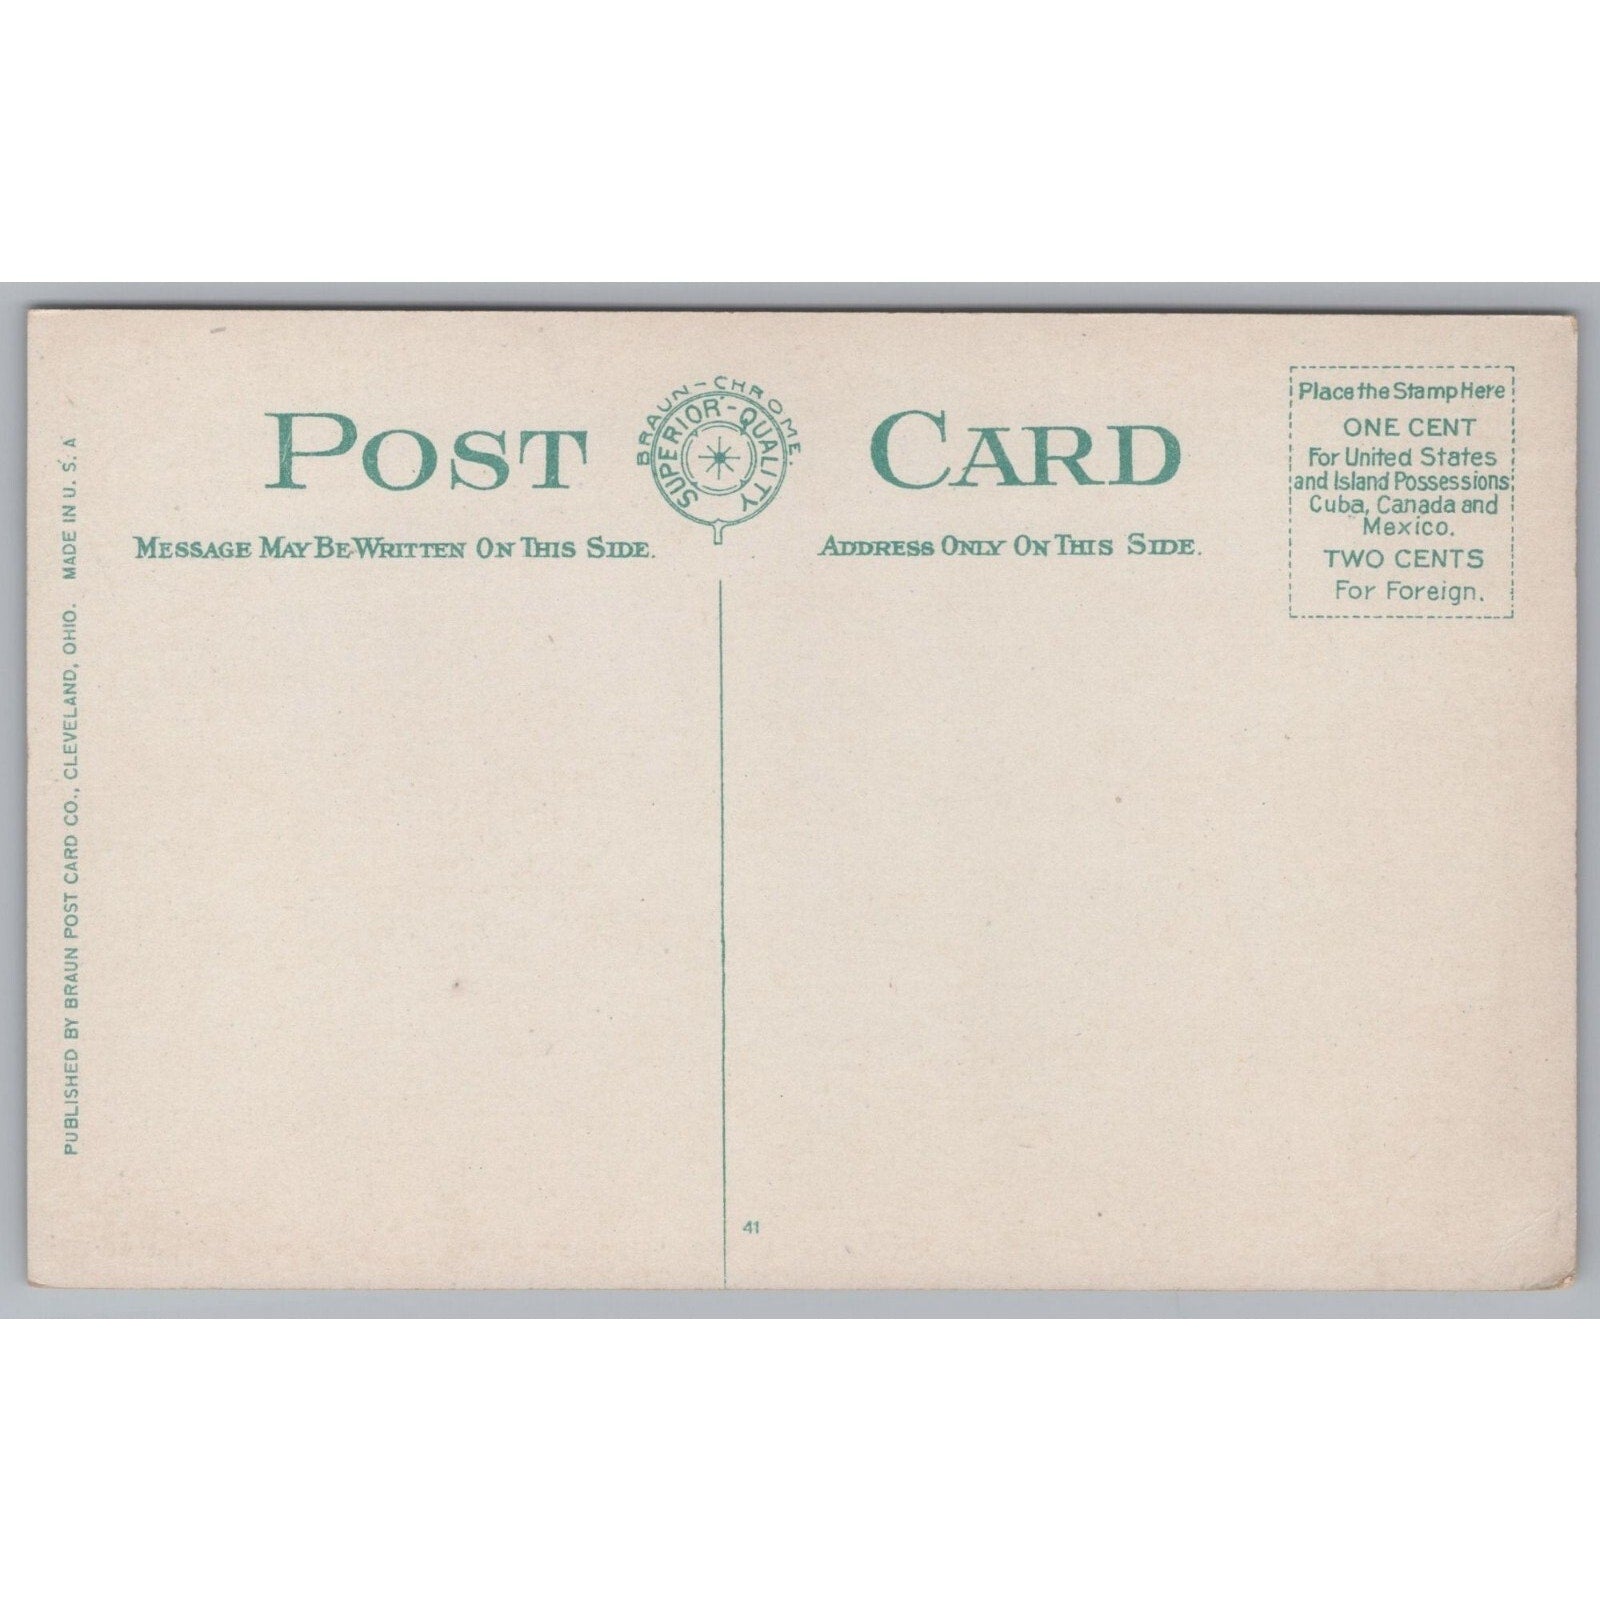 POST CARD
BRAUN-CHROME.
SUPERIOR-QUALITY
MESSAGE MAY BE WRITTEN ON THIS SIDE.
ADDRESS ONLY ON THIS SIDE.
Place the Stamp Here
ONE CENT
For United States
and Island Possessions
Cuba, Canada and
Mexico.
TWO CENTS
For Foreign.
PUBLISHED BY BRAUN POST CARD CO., CLEVELAND, OHIO. MADE IN U. S. A
41